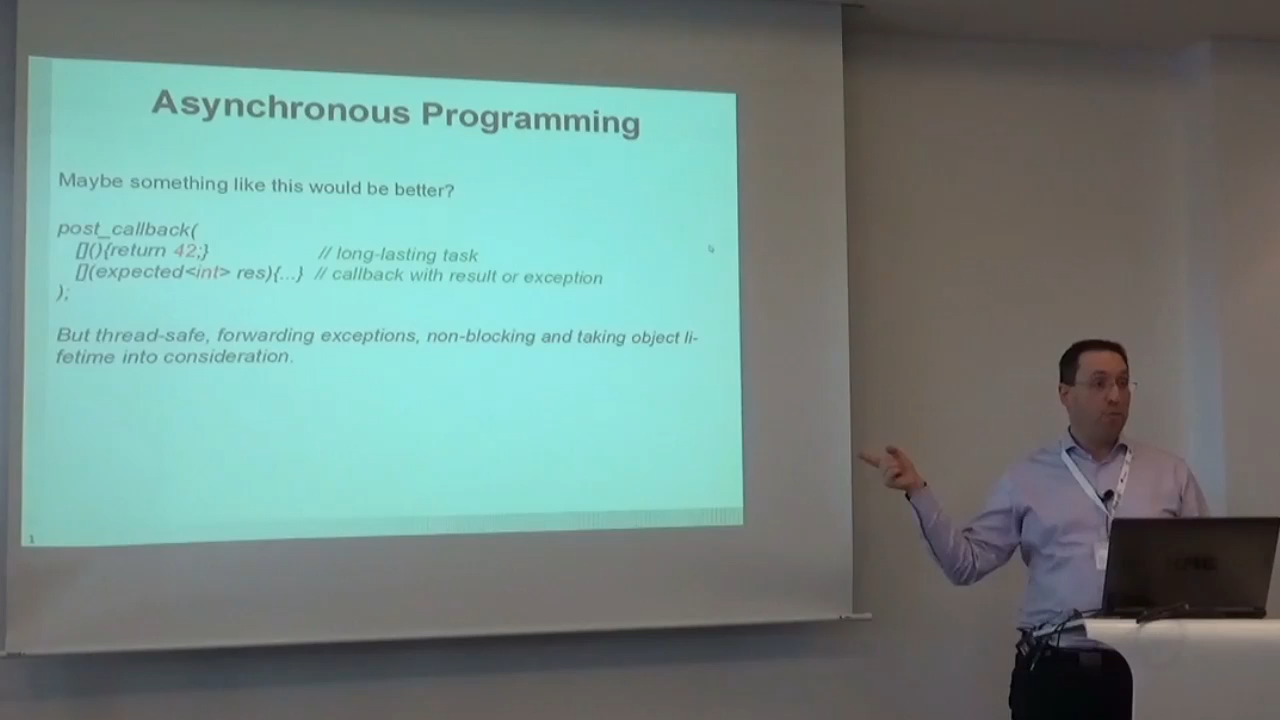 Asynchronous Programming
Maybe something like this would be better?
post_callback(
[](){return 42;} // long-lasting task
[](expected<int> res){...} // callback with result or exception
);
But thread-safe, forwarding exceptions, non-blocking and taking object li-
fetime into consideration.
1